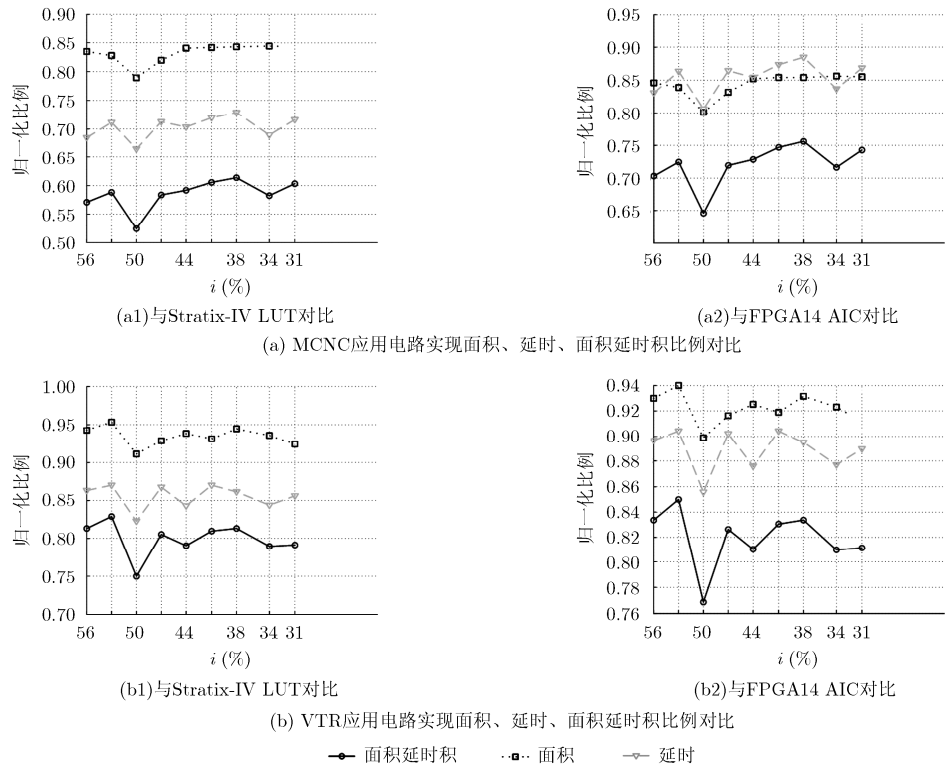 0.90
0.85
0.80
0.75
0.70
0.65
0.60
0.55
0.50
归一化比例
56 50 44 38 34 31
i (%)
(a1)与Stratix-IV LUT对比
0.95
0.90
0.85
0.80
0.75
0.70
0.65
归一化比例
56 50 44 38 34 31
i (%)
(a2)与FPGA14 AIC对比
(a) MCNC应用电路实现面积、延时、面积延时积比例对比
1.00
0.95
0.90
0.85
0.80
0.75
0.70
归一化比例
56 50 44 38 34 31
i (%)
(b1)与Stratix-IV LUT对比
0.94
0.92
0.90
0.88
0.86
0.84
0.82
0.78
0.76
归一化比例
56 50 44 38 34 31
i (%)
(b2)与FPGA14 AIC对比
(b) VTR应用电路实现面积、延时、面积延时积比例对比
面积延时积 面积 延时